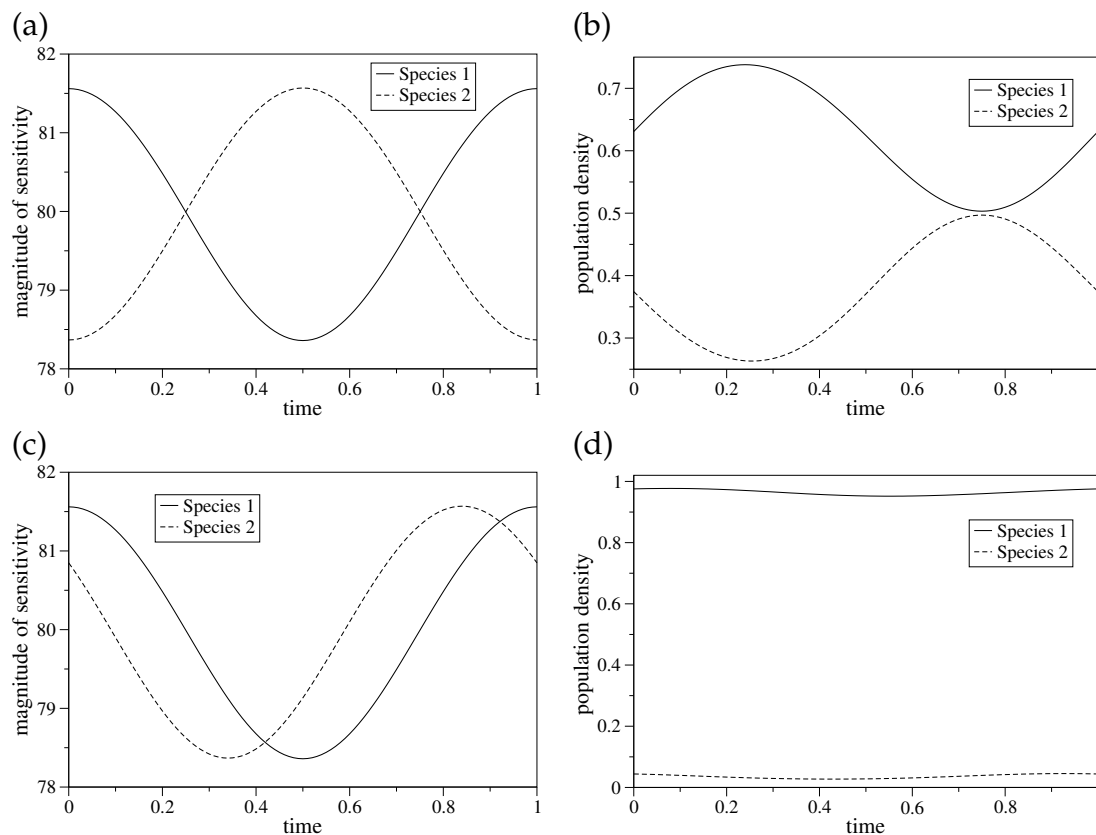 (a)
82
81
80
79
78
magnitude of sensitivity
Species 1
Species 2
0 0.2 0.4 0.6 0.8 1
time
(b)
0.7
0.6
0.5
0.4
0.3
population density
Species 1
Species 2
0 0.2 0.4 0.6 0.8
time
(c)
82
81
80
79
78
magnitude of sensitivity
Species 1
Species 2
0 0.2 0.4 0.6 0.8 1
time
(d)
1
0.8
0.6
0.4
0.2
0
population density
Species 1
Species 2
0 0.2 0.4 0.6 0.8
time